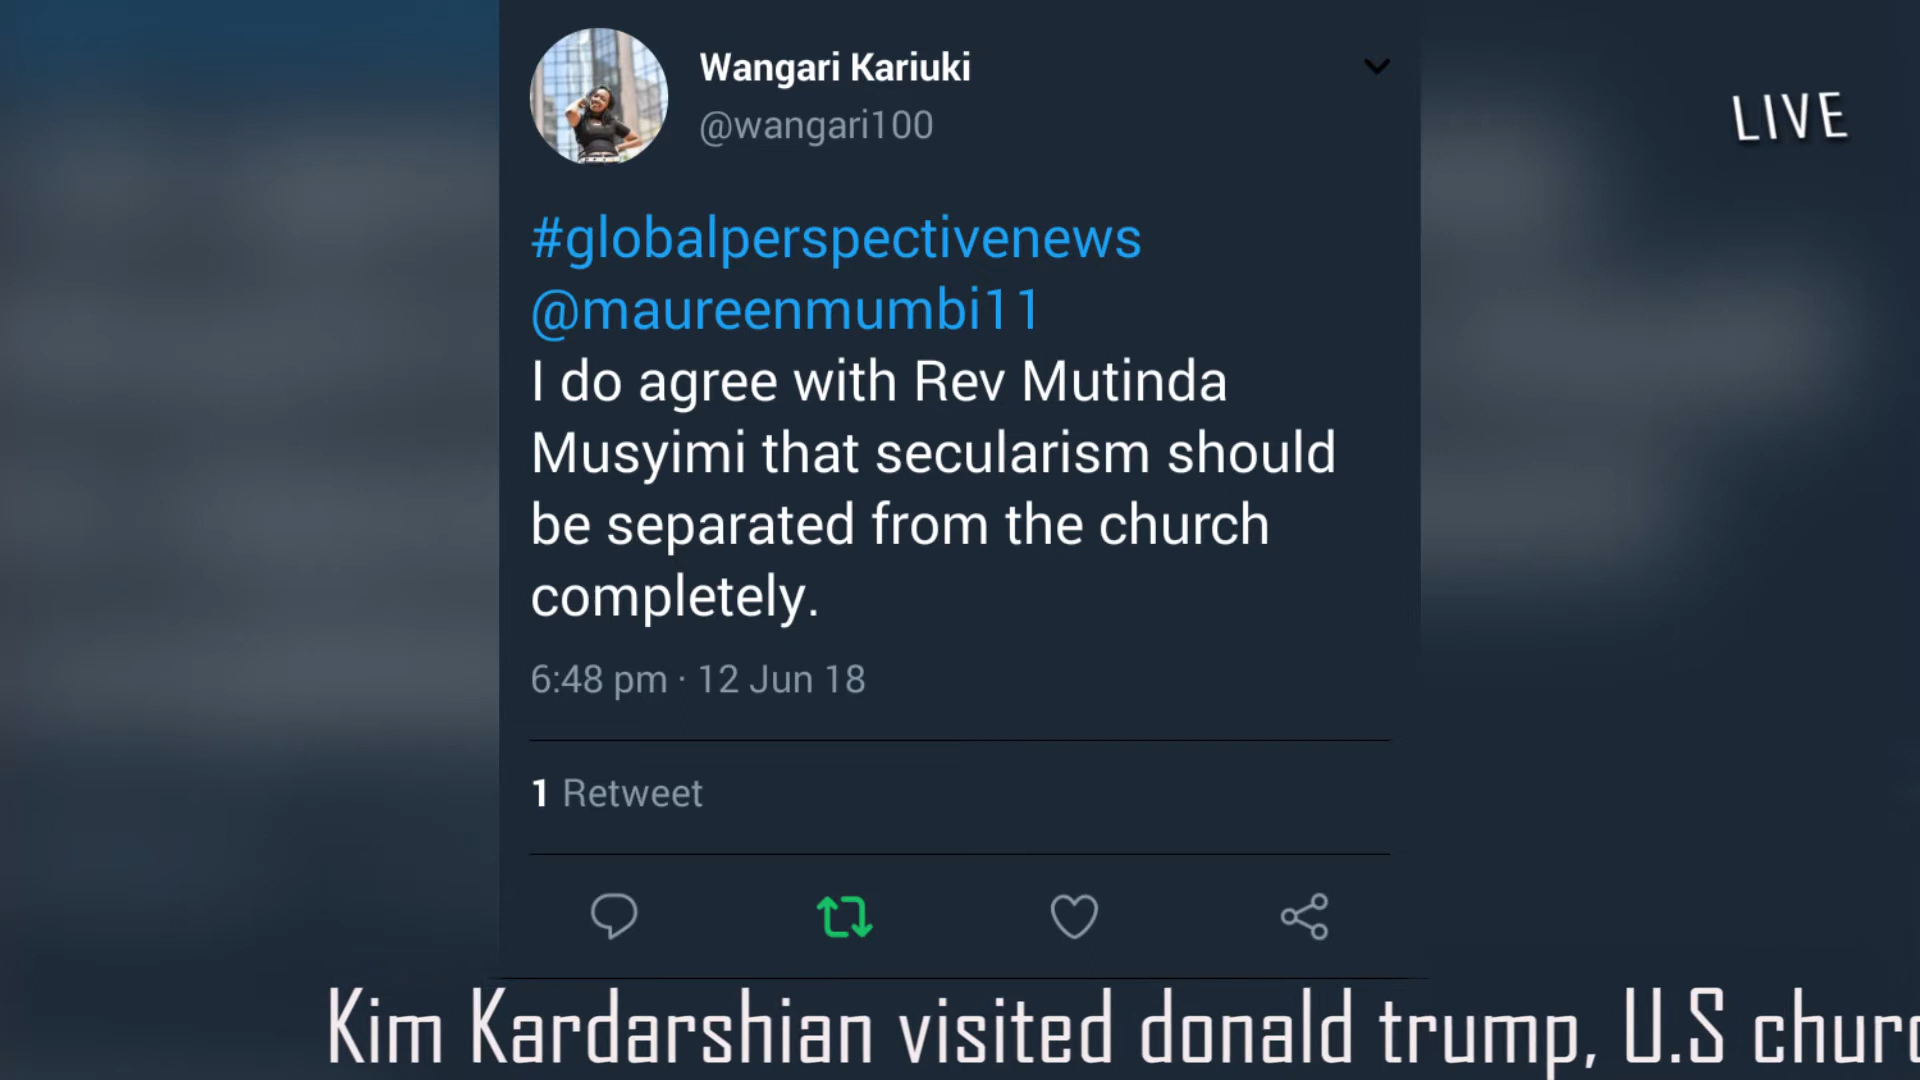 Wangari Kariuki
@wangari100
LIVE
#globalperspectivenews
@maureenmumbi11
I do agree with Rev Mutinda
Musyimi that secularism should
be separated from the church
completely.
6:48 pm · 12 Jun 18
1 Retweet
Kim Kardarshian visited donald trump, U.S